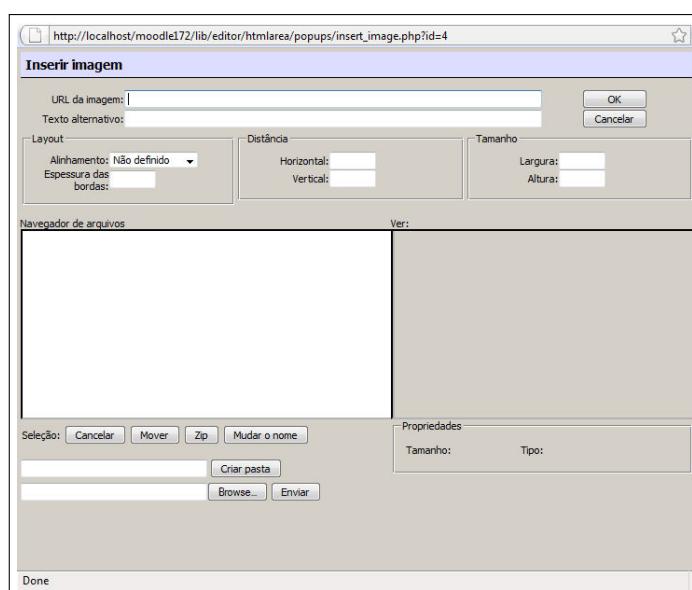 http://localhost/moodle172/lib/editor/htmlarea/popups/insert_image.php?id=4
Inserir imagem
URL da imagem:
OK
Texto alternativo:
Cancelar
Layout
Distância
Tamanho
Alinhamento: Não definido
Horizontal:
Largura:
Espessura das
bordas:
Vertical:
Altura:
Navegador de arquivos
Ver:
Seleção: Cancelar Mover Zip Mudar o nome
Propriedades
Tamanho: Tipo:
Criar pasta
Browse... Enviar
Done